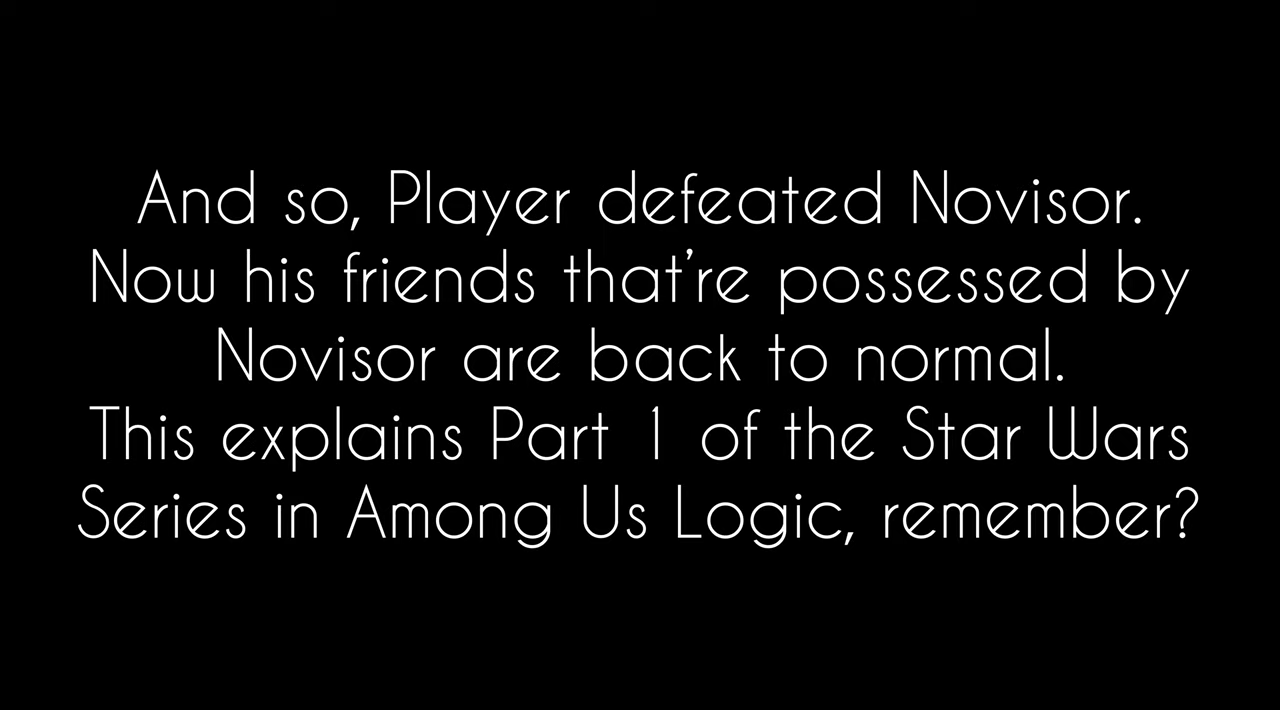 And so, Player defeated Novisor.
Now his friends that’re possessed by
Novisor are back to normal.
This explains Part 1 of the Star Wars
Series in Among Us Logic, remember?